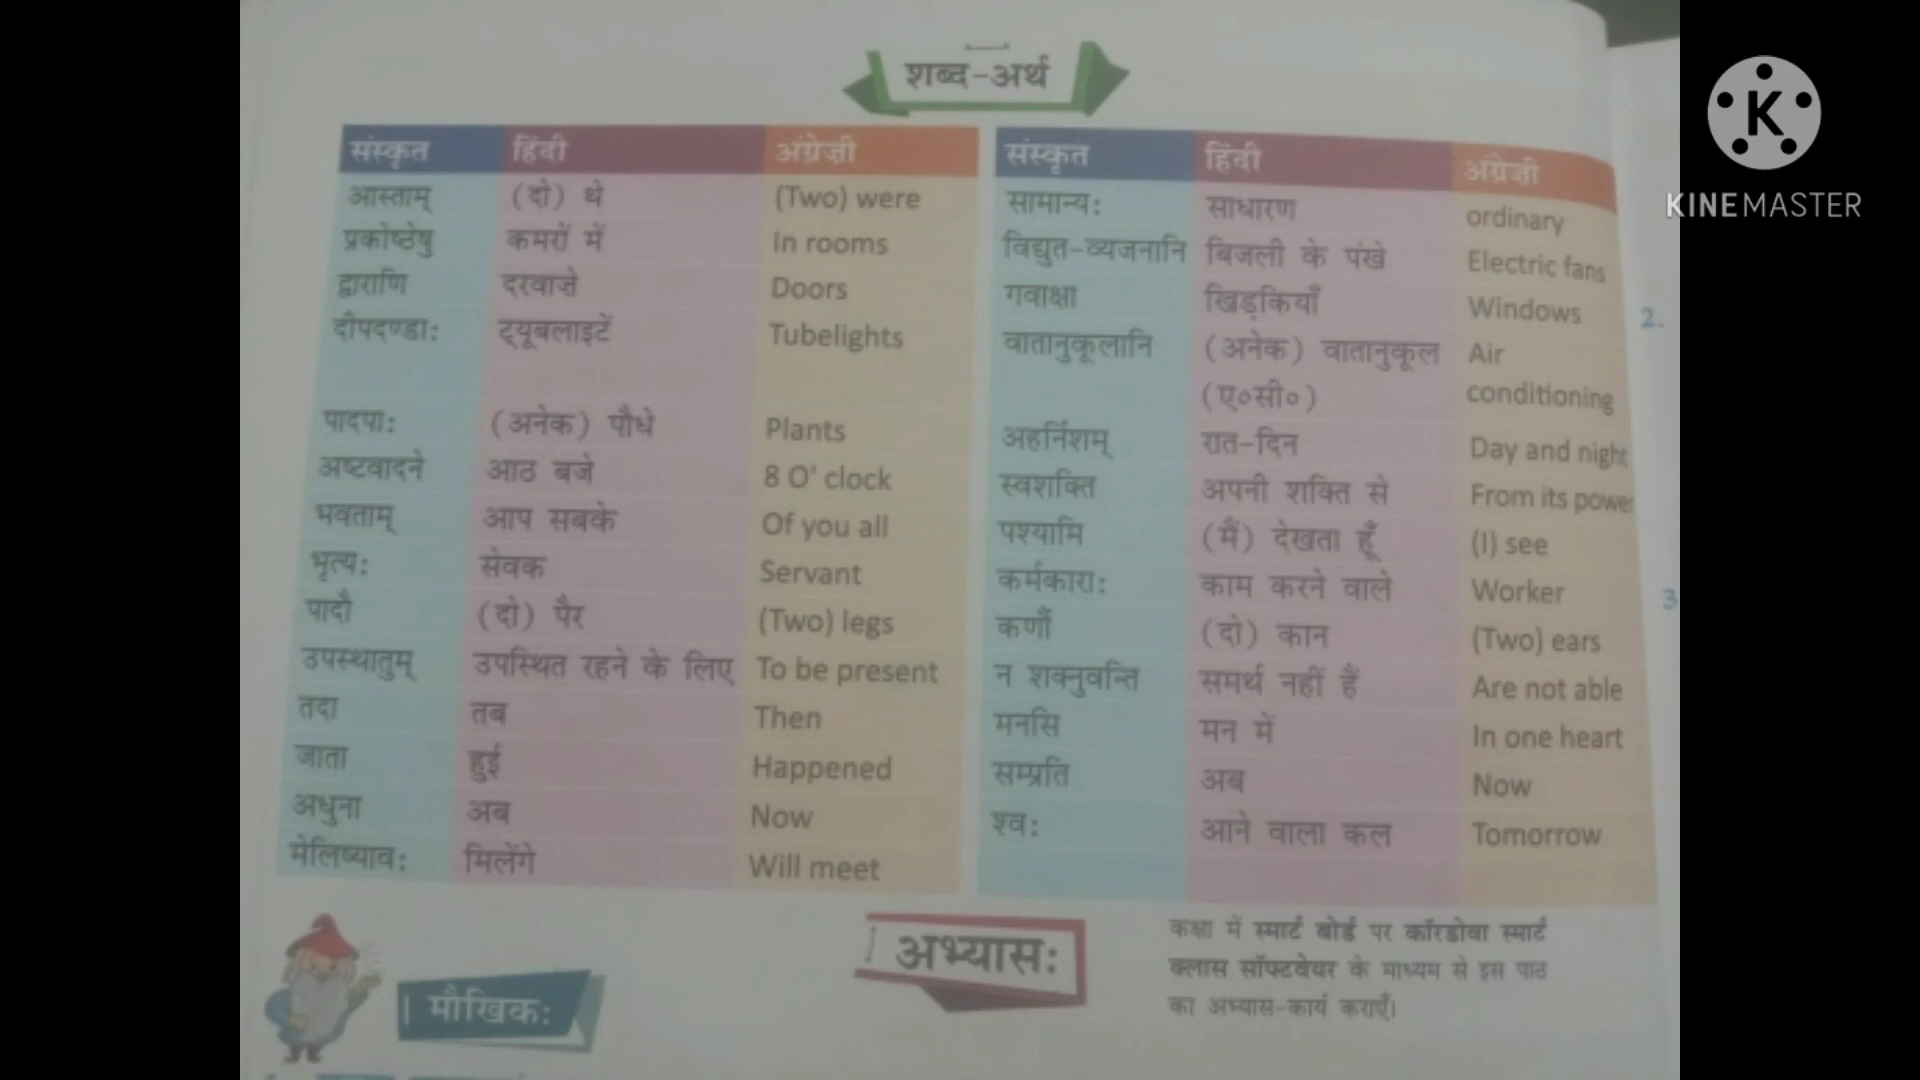 शब्द-अर्थ
संस्कृत हिंदी अंग्रेज़ी
आस्ताम् (दो) थे (Two) were
प्रकोष्ठेषु कमरों में In rooms
द्वाराणि दरवाज़े Doors
दीपदण्डाः ट्यूबलाइटें Tubelights
पादपाः (अनेक) पौधे Plants
अष्टवादने आठ बजे 8 O' clock
भवताम् आप सबके Of you all
भृत्यः सेवक Servant
पादौ (दो) पैर (Two) legs
उपस्थातुम् उपस्थित रहने के लिए To be present
तदा तब Then
जाता हुई Happened
अधुना अब Now
मेलिष्यावः मिलेंगे Will meet
संस्कृत हिंदी अंग्रेज़ी
सामान्यः साधारण ordinary
विद्युत-व्यजनानि बिजली के पंखे Electric fans
गवाक्षा खिड़कियाँ Windows
वातानुकूलानि (अनेक) वातानुकूल Air
(ए०सी०) conditioning
अहर्निशम् रात-दिन Day and night
स्वशक्ति अपनी शक्ति से From its power
पश्यामि (मैं) देखता हूँ (I) see
कर्मकाराः काम करने वाले Worker
कर्णौ (दो) कान (Two) ears
न शक्नुवन्ति समर्थ नहीं हैं Are not able
मनसि मन में In one heart
सम्प्रति अब Now
श्वः आने वाला कल Tomorrow
2.
3
अभ्यासः
कक्षा में स्मार्ट बोर्ड पर कॉरडोवा स्मार्ट
क्लास सॉफ्टवेयर के माध्यम से इस पाठ
का अभ्यास-कार्य कराएँ।
मौखिकः
K
KINEMASTER